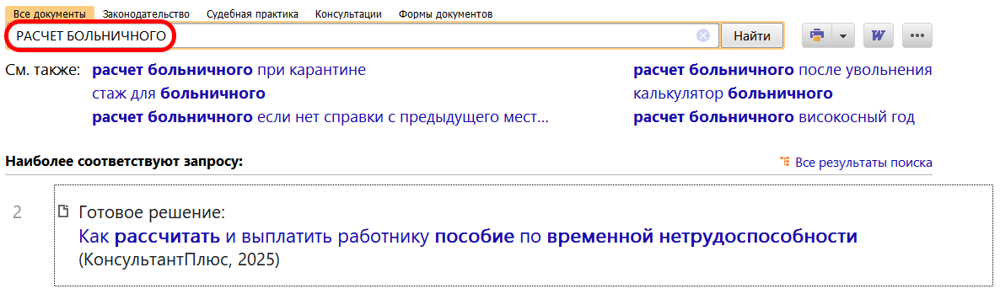 Все документы Законодательство Судебная практика Консультации Формы документов
РАСЧЕТ БОЛЬНИЧНОГО Найти W
См. также: расчет больничного при карантине расчет больничного после увольнения
стаж для больничного калькулятор больничного
расчет больничного если нет справки с предыдущего мест... расчет больничного високосный год
Наиболее соответствуют запросу: Все результаты поиска
2 Готовое решение:
Как рассчитать и выплатить работнику пособие по временной нетрудоспособности
(КонсультантПлюс, 2025)